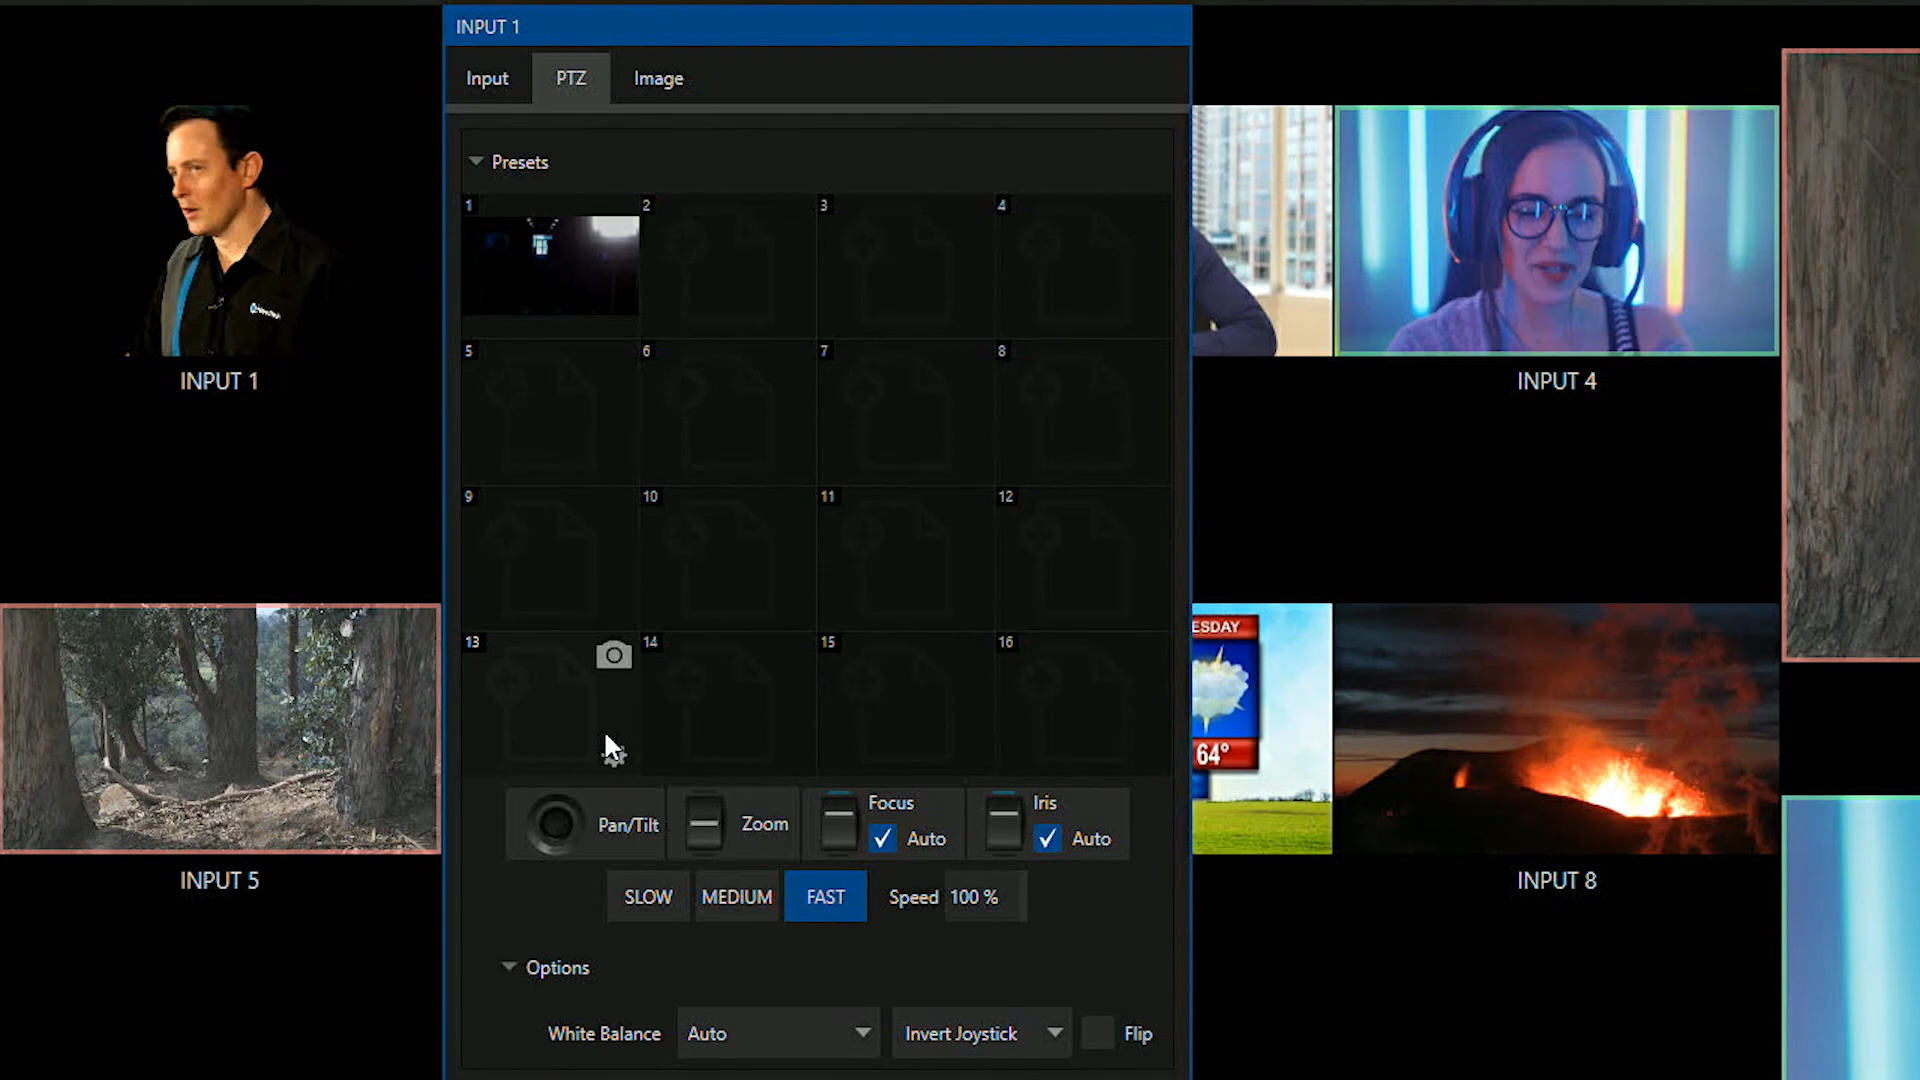 INPUT 1
Input
PTZ
Image
Presets
1
2
3
4
5
6
7
8
9
10
11
12
13
14
15
16
Pan/Tilt
Zoom
Focus
Auto
Iris
Auto
SLOW
MEDIUM
FAST
Speed
100 %
Options
White Balance
Auto
Invert Joystick
Flip
INPUT 1
INPUT 4
INPUT 5
ESDAY
64°
INPUT 8